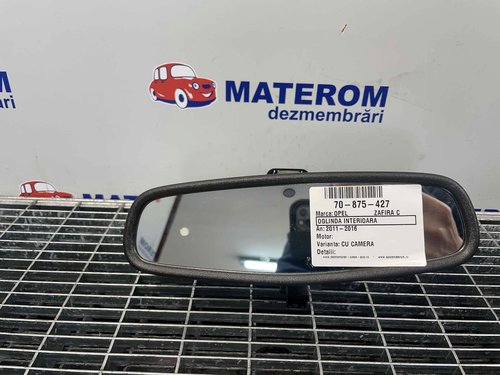 MATEROM
dezmembrări
70-875-427
Marca: OPEL ZAFIRA C
OGLINDA INTERIOARA
An: 2011 - 2016
Motor:
Varianta: CU CAMERA
Detalii: